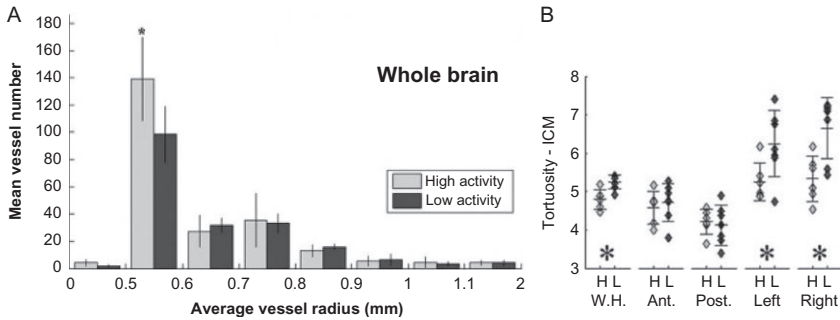 A
Mean vessel number
180
160
140
120
100
80
60
40
20
0
*
Whole brain
High activity
Low activity
0 0.5 0.6 0.7 0.8 0.9 1 1.1 2
Average vessel radius (mm)
B
Tortuosity - ICM
8
7
6
5
4
3
* * *
H L H L H L H L H L
W.H. Ant. Post. Left Right